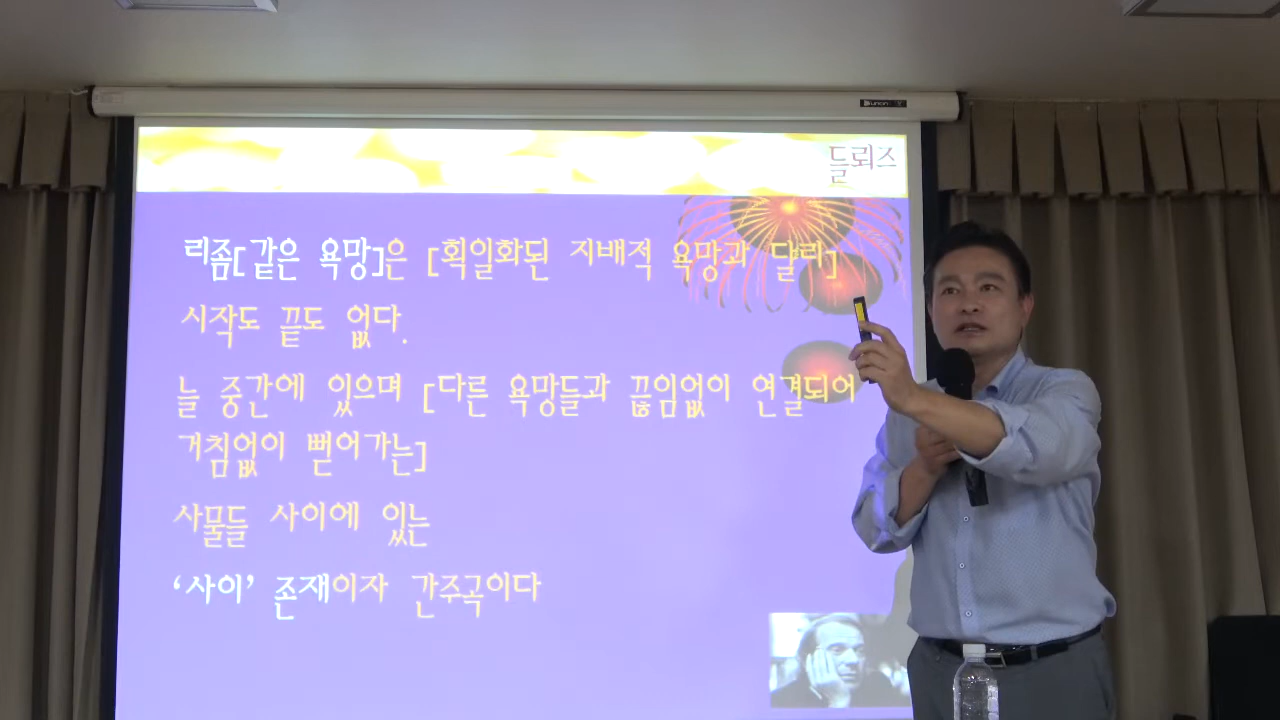 union
들뢰즈
리좀[같은 욕망]은 [획일화된 지배적 욕망과 달리]
시작도 끝도 없다.
늘 중간에 있으며 [다른 욕망들과 끊임없이 연결되어
거침없이 뻗어가는]
사물들 사이에 있는
‘사이’ 존재이자 간주곡이다